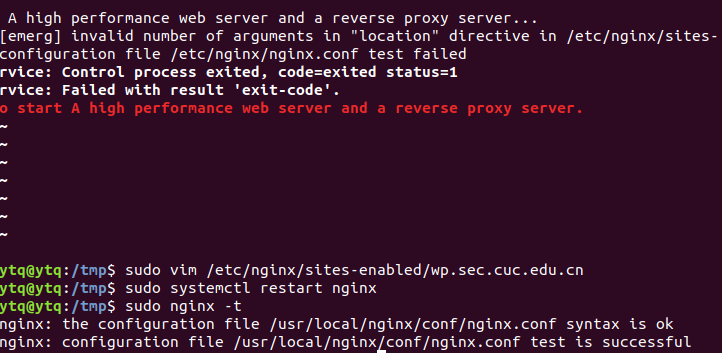 A high performance web server and a reverse proxy server...
[emerg] invalid number of arguments in "location" directive in /etc/nginx/sites-
configuration file /etc/nginx/nginx.conf test failed
rvice: Control process exited, code=exited status=1
rvice: Failed with result 'exit-code'.
o start A high performance web server and a reverse proxy server.
~
~
~
~
~
~
~
ytq@ytq:/tmp$ sudo vim /etc/nginx/sites-enabled/wp.sec.cuc.edu.cn
ytq@ytq:/tmp$ sudo systemctl restart nginx
ytq@ytq:/tmp$ sudo nginx -t
nginx: the configuration file /usr/local/nginx/conf/nginx.conf syntax is ok
nginx: configuration file /usr/local/nginx/conf/nginx.conf test is successful